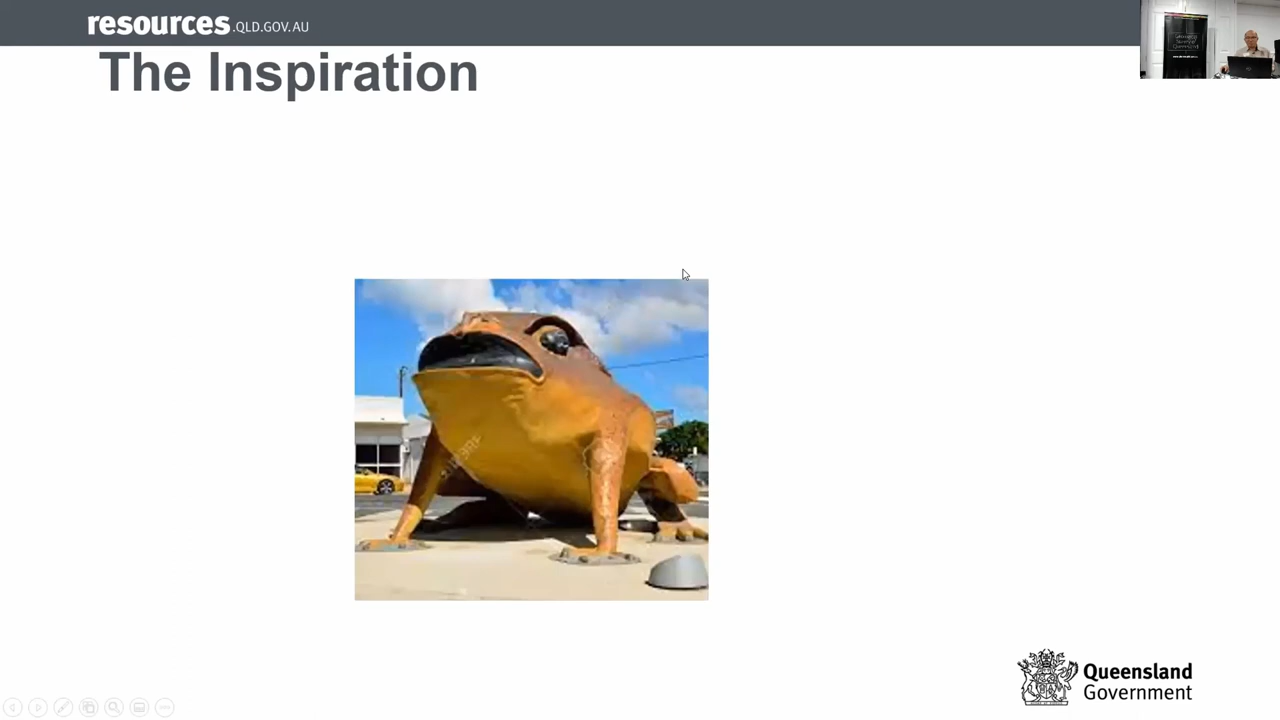 resources.QLD.GOV.AU
The Inspiration
Queensland
Government